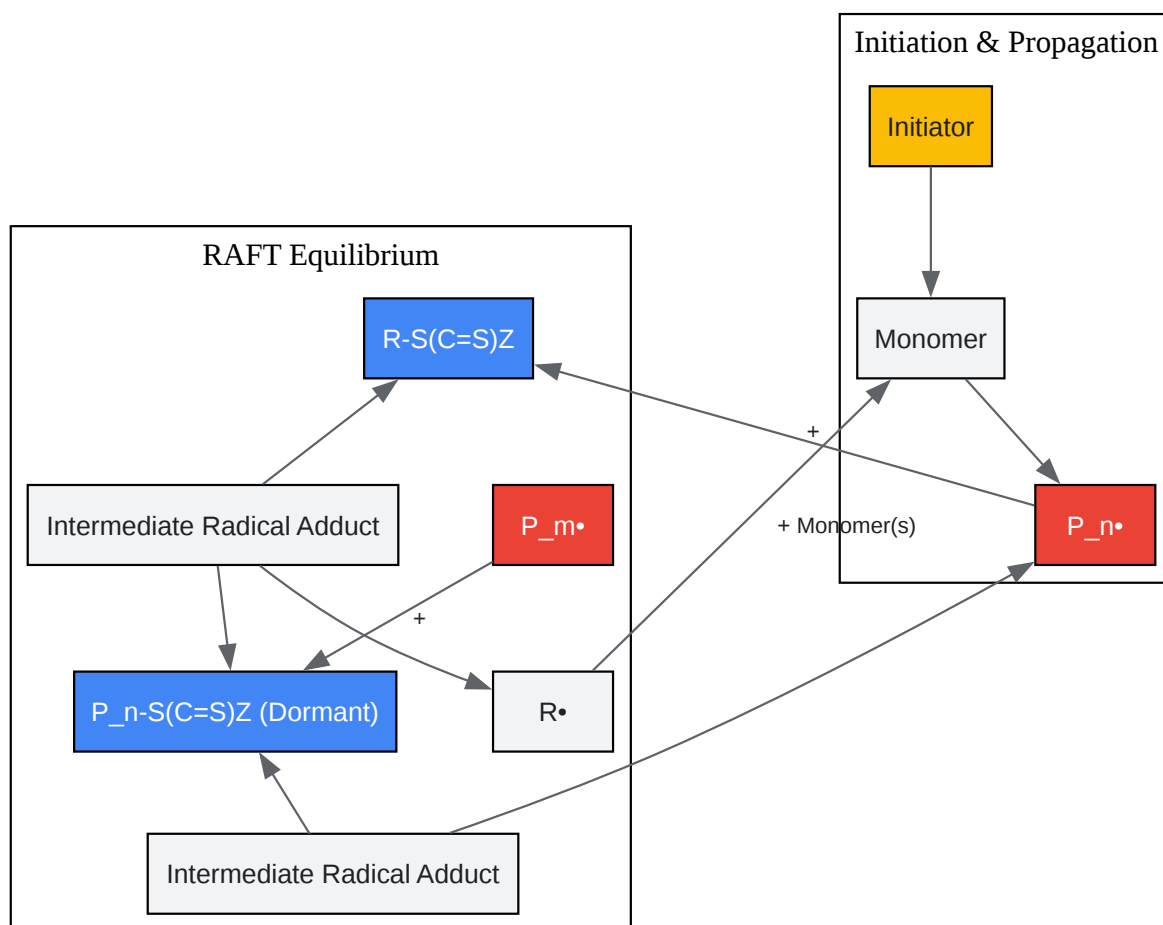 Initiation & Propagation
Initiator
RAFT Equilibrium
R-S(C=S)Z
Monomer
+
Intermediate Radical Adduct
P_m•
+ Monomer(s)
P_n•
+
P_n-S(C=S)Z (Dormant)
R•
Intermediate Radical Adduct